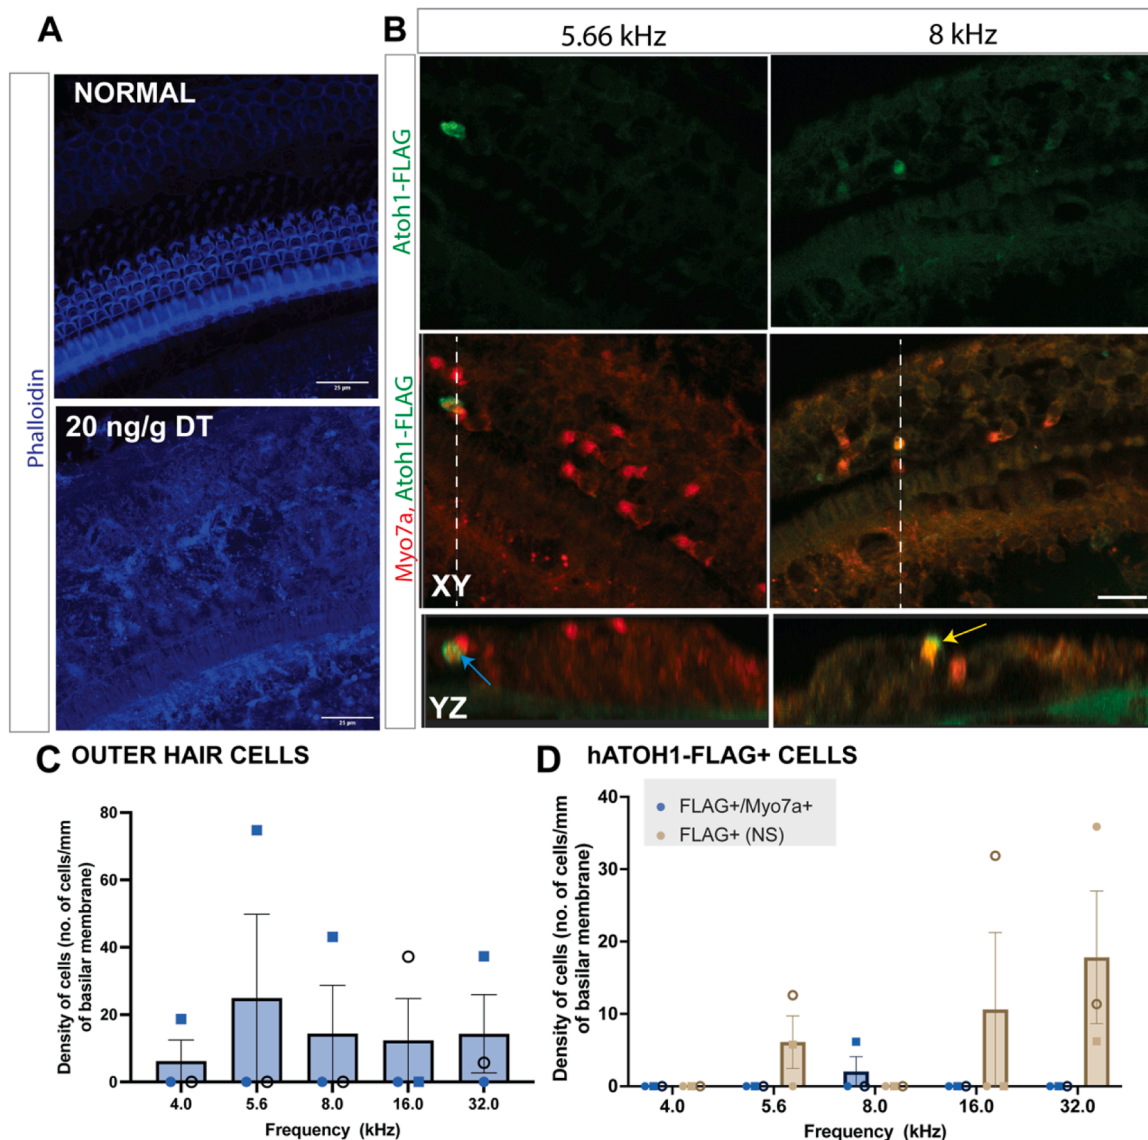 A
Phalloidin
NORMAL
25 µm
20 ng/g DT
25 µm
B
5.66 kHz
8 kHz
Atoh1-FLAG
Myo7a, Atoh1-FLAG
XY
YZ
C OUTER HAIR CELLS
Density of cells (no. of cells/mm
of basilar membrane)
80
60
40
20
0
4.0 5.6 8.0 16.0 32.0
Frequency (kHz)
D hATOH1-FLAG+ CELLS
FLAG+/Myo7a+
FLAG+ (NS)
Density of cells (no. of cells/mm
of basilar membrane)
40
30
20
10
0
4.0 5.6 8.0 16.0 32.0
Frequency (kHz)